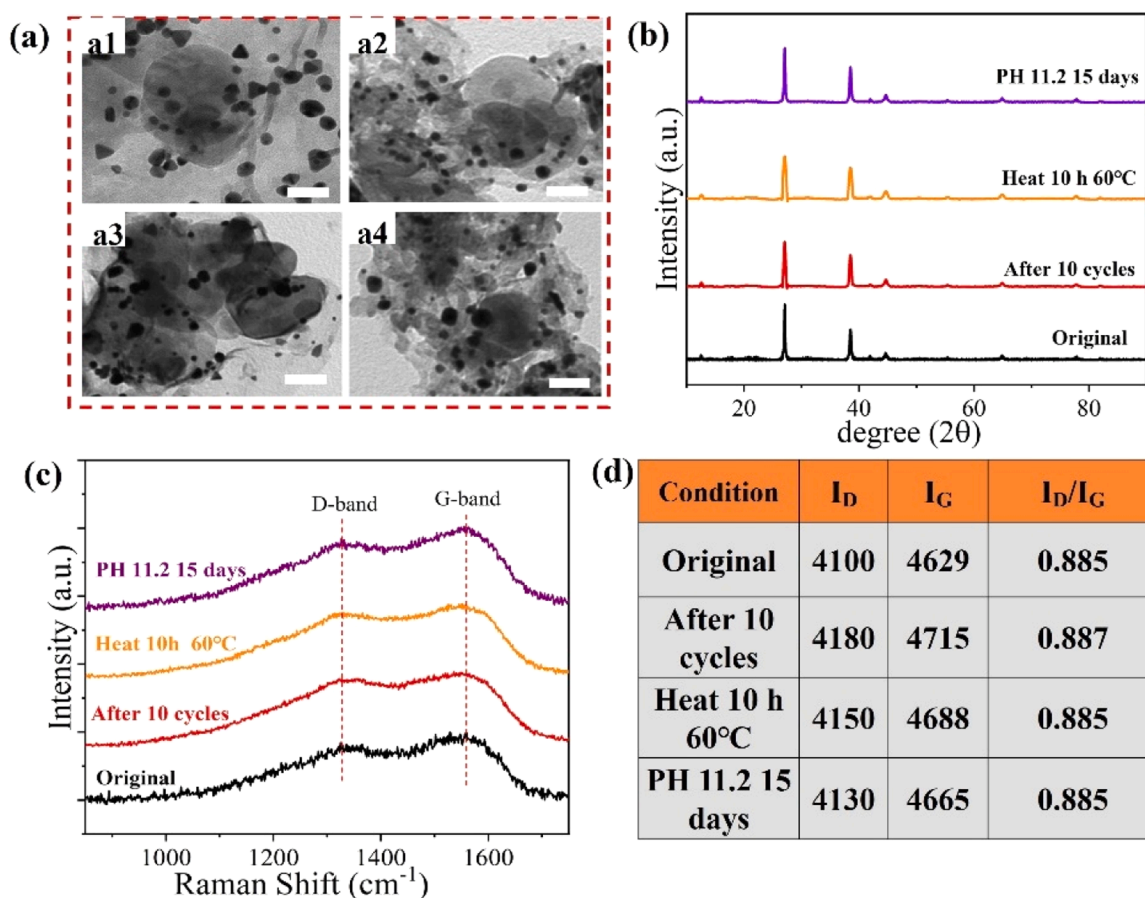 (a)
a1
a2
a3
a4
(b)
Intensity (a.u.)
PH 11.2 15 days
Heat 10 h 60℃
After 10 cycles
Original
20
40
60
80
degree (2θ)
(c)
Intensity (a.u.)
D-band
G-band
PH 11.2 15 days
Heat 10h 60℃
After 10 cycles
Original
1000
1200
1400
1600
Raman Shift (cm⁻¹)
(d)
Condition I_D I_G I_D/I_G
Original 4100 4629 0.885
After 10
cycles 4180 4715 0.887
Heat 10 h
60℃ 4150 4688 0.885
PH 11.2 15
days 4130 4665 0.885